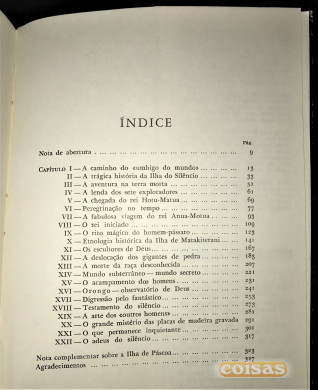 ÍNDICE
Pág.
Nota de abertura ... 9
CAPÍTULO I — A caminho do «umbigo do mundo» ... 13
II — A trágica história da Ilha do Silêncio ... 33
III — A aventura na terra morta ... 51
IV — A lenda dos sete exploradores ... 61
V — A chegada do rei Hotu-Matua ... 69
VI — Peregrinação no tempo ... 77
VII — A fabulosa viagem do rei Anua-Motua ... 93
VIII — O rei iniciado ... 109
IX — O rito mágico do homem-pássaro ... 123
X — Etnologia histórica da Ilha de Matakiterani ... 141
XI — Os escultores de Deus ... 167
XII — A deslocação dos gigantes de pedra ... 185
XIII — A morte da raça desconhecida ... 203
XIV — Mundo subterrâneo — mundo secreto ... 221
XV — O acampamento dos homens ... 231
XVI — Orongo — observatório de Deus ... 241
XVII — Digressão pelo fantástico ... 253
XVIII — Testamento do silêncio ... 253
XIX — A arte dos «outros homens» ... 273
XX — O grande mistério das placas de madeira gravada ... 291
XXI — O que permanece inquietante ... 301
XXII — O adeus do silêncio ... 317
Nota complementar sobre a Ilha de Páscoa ... 323
Agradecimentos ... 327
coisas